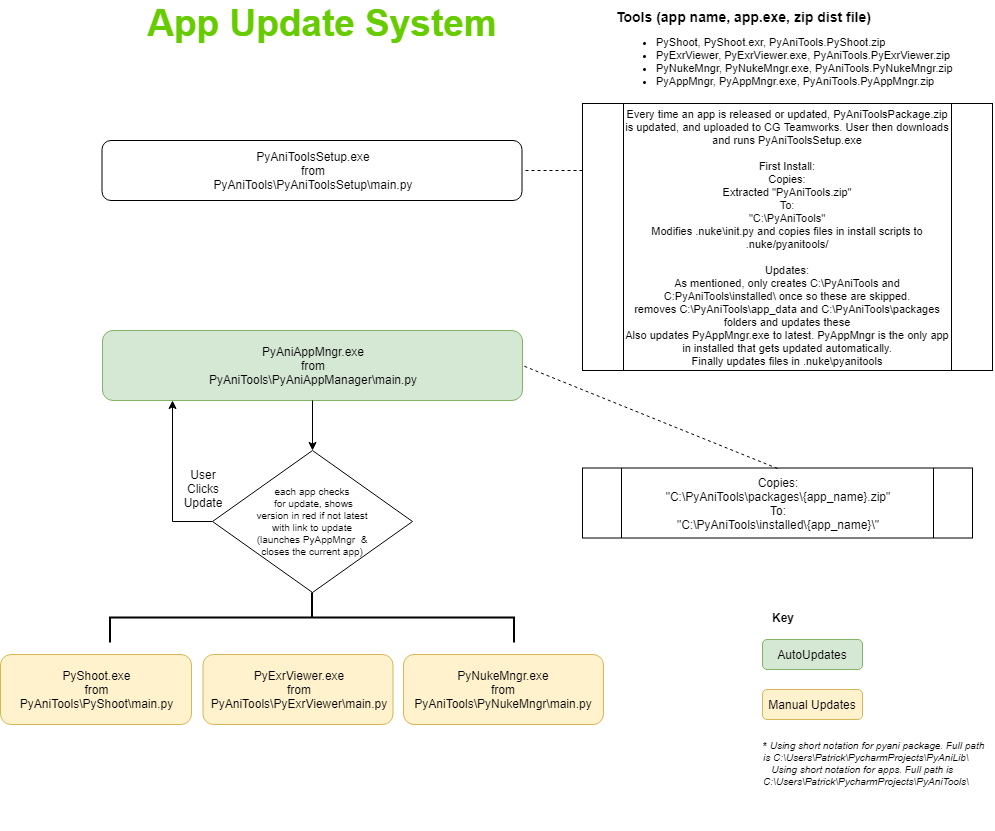 App Update System
Tools (app name, app.exe, zip dist file)
PyShoot, PyShoot.exr, PyAniTools.PyShoot.zip
PyExrViewer, PyExrViewer.exe, PyAniTools.PyExrViewer.zip
PyNukeMngr, PyNukeMngr.exe, PyAniTools.PyNukeMngr.zip
PyAppMngr, PyAppMngr.exe, PyAniTools.PyAppMngr.zip
Every time an app is released or updated, PyAniToolsPackage.zip
is updated, and uploaded to CG Teamworks. User then downloads
and runs PyAniToolsSetup.exe
First Install:
Copies:
Extracted "PyAniTools.zip"
To:
"C:\PyAniTools"
Modifies .nuke\init.py and copies files in install scripts to
.nuke/pyanitools/
Updates:
As mentioned, only creates C:\PyAniTools and
C:PyAniTools\installed\ once so these are skipped.
removes C:\PyAniTools\app_data and C:\PyAniTools\packages
folders and updates these
Also updates PyAppMngr.exe to latest. PyAppMngr is the only app
in installed that gets updated automatically.
Finally updates files in .nuke\pyanitools
PyAniToolsSetup.exe
from
PyAniTools\PyAniToolsSetup\main.py
PyAniAppMngr.exe
from
PyAniTools\PyAniAppManager\main.py
User
Clicks
Update
each app checks
for update, shows
version in red if not latest
with link to update
(launches PyAppMngr &
closes the current app)
Copies:
"C:\PyAniTools\packages\{app_name}.zip"
To:
"C:\PyAniTools\installed\{app_name}\"
PyShoot.exe
from
PyAniTools\PyShoot\main.py
PyExrViewer.exe
from
PyAniTools\PyExrViewer\main.py
PyNukeMngr.exe
from
PyAniTools\PyNukeMngr\main.py
Key
AutoUpdates
Manual Updates
* Using short notation for pyani package. Full path
is C:\Users\Patrick\PycharmProjects\PyAniLib\
Using short notation for apps. Full path is
C:\Users\Patrick\PycharmProjects\PyAniTools\